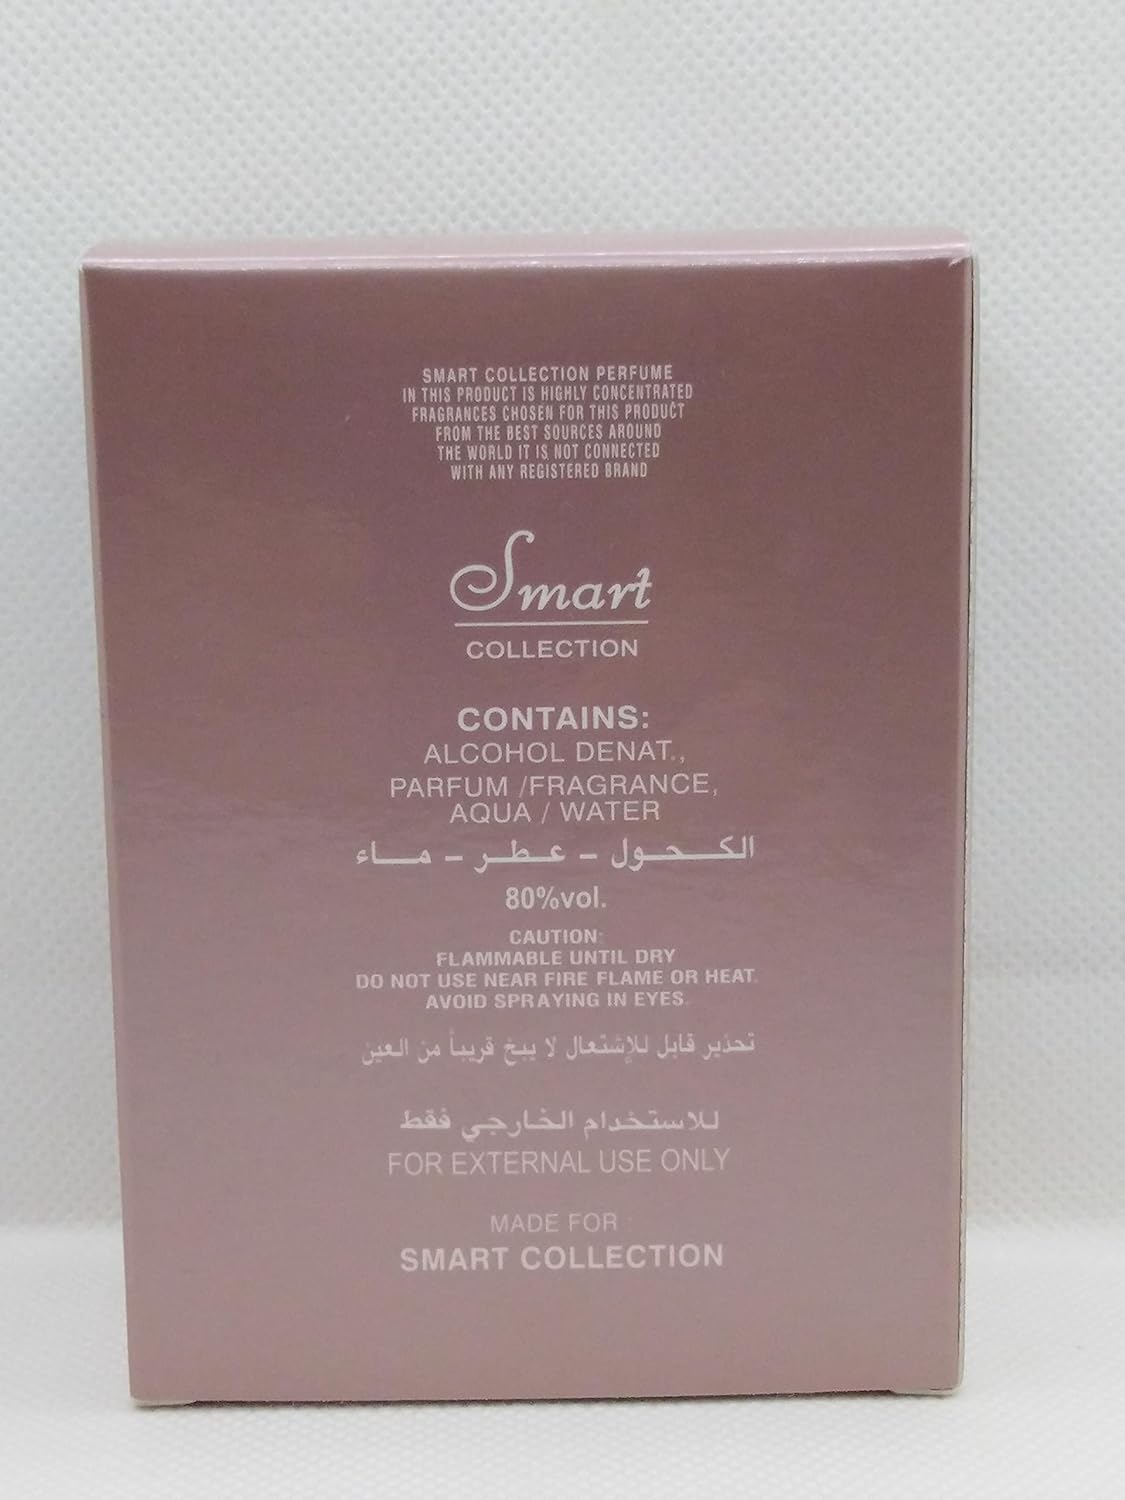 SMART COLLECTION PERFUME
IN THIS PRODUCT IS HIGHLY CONCENTRATED
FRAGRANCES CHOSEN FOR THIS PRODUCT
FROM THE BEST SOURCES AROUND
THE WORLD IT IS NOT CONNECTED
WITH ANY REGISTERED BRAND
Smart
COLLECTION
CONTAINS:
ALCOHOL DENAT.,
PARFUM /FRAGRANCE,
AQUA / WATER
الكحول - عطر - ماء
80%vol.
CAUTION:
FLAMMABLE UNTIL DRY
DO NOT USE NEAR FIRE FLAME OR HEAT.
AVOID SPRAYING IN EYES.
تحذير قابل للإشتعال لا يبخ قريباً من العين
للاستخدام الخارجي فقط
FOR EXTERNAL USE ONLY
MADE FOR :
SMART COLLECTION